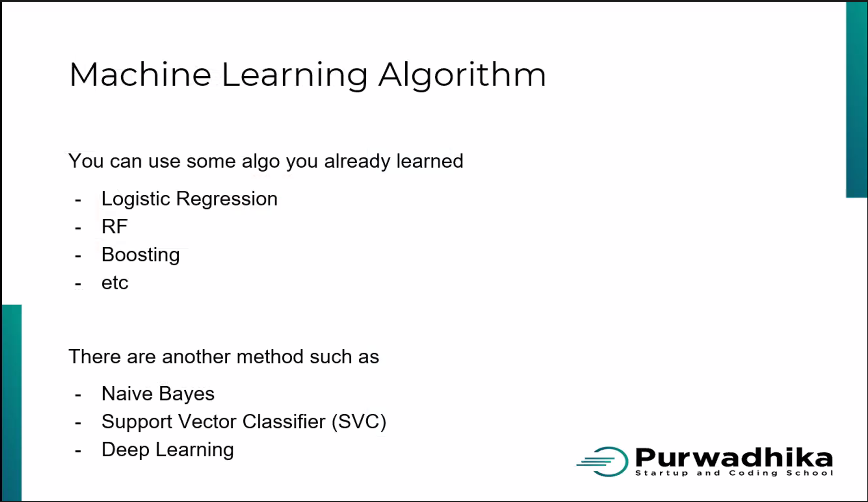 Machine Learning Algorithm
You can use some algo you already learned
- Logistic Regression
- RF
- Boosting
- etc
There are another method such as
- Naive Bayes
- Support Vector Classifier (SVC)
- Deep Learning
Purwadhika
Startup and Coding School